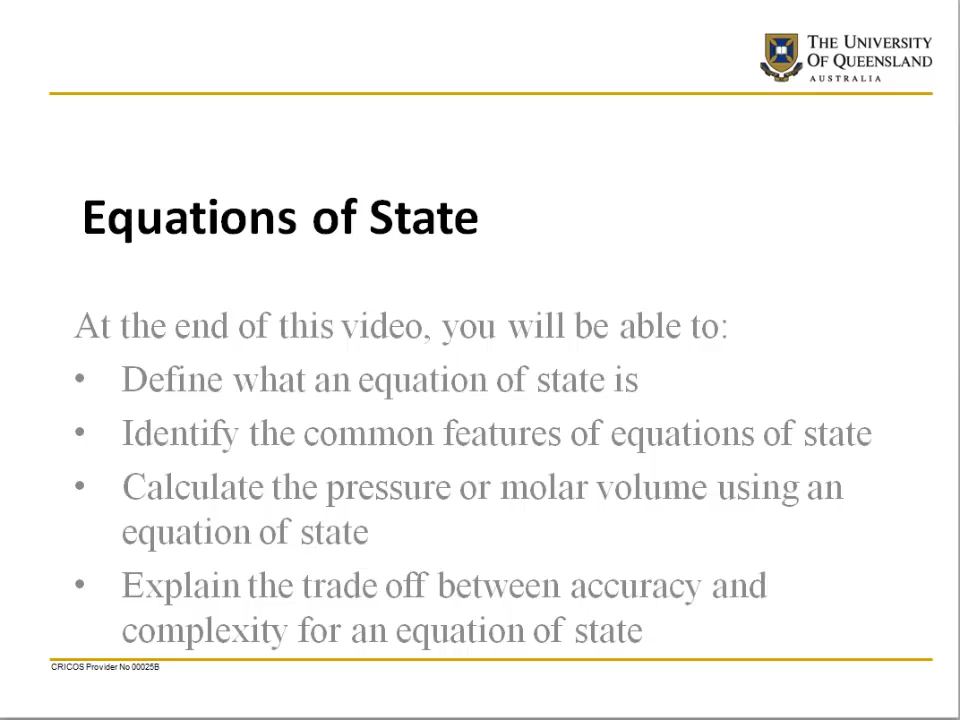 THE UNIVERSITY
OF QUEENSLAND
AUSTRALIA
Equations of State
At the end of this video, you will be able to:
• Define what an equation of state is
• Identify the common features of equations of state
• Calculate the pressure or molar volume using an
equation of state
• Explain the trade off between accuracy and
complexity for an equation of state
CRICOS Provider No 00025B